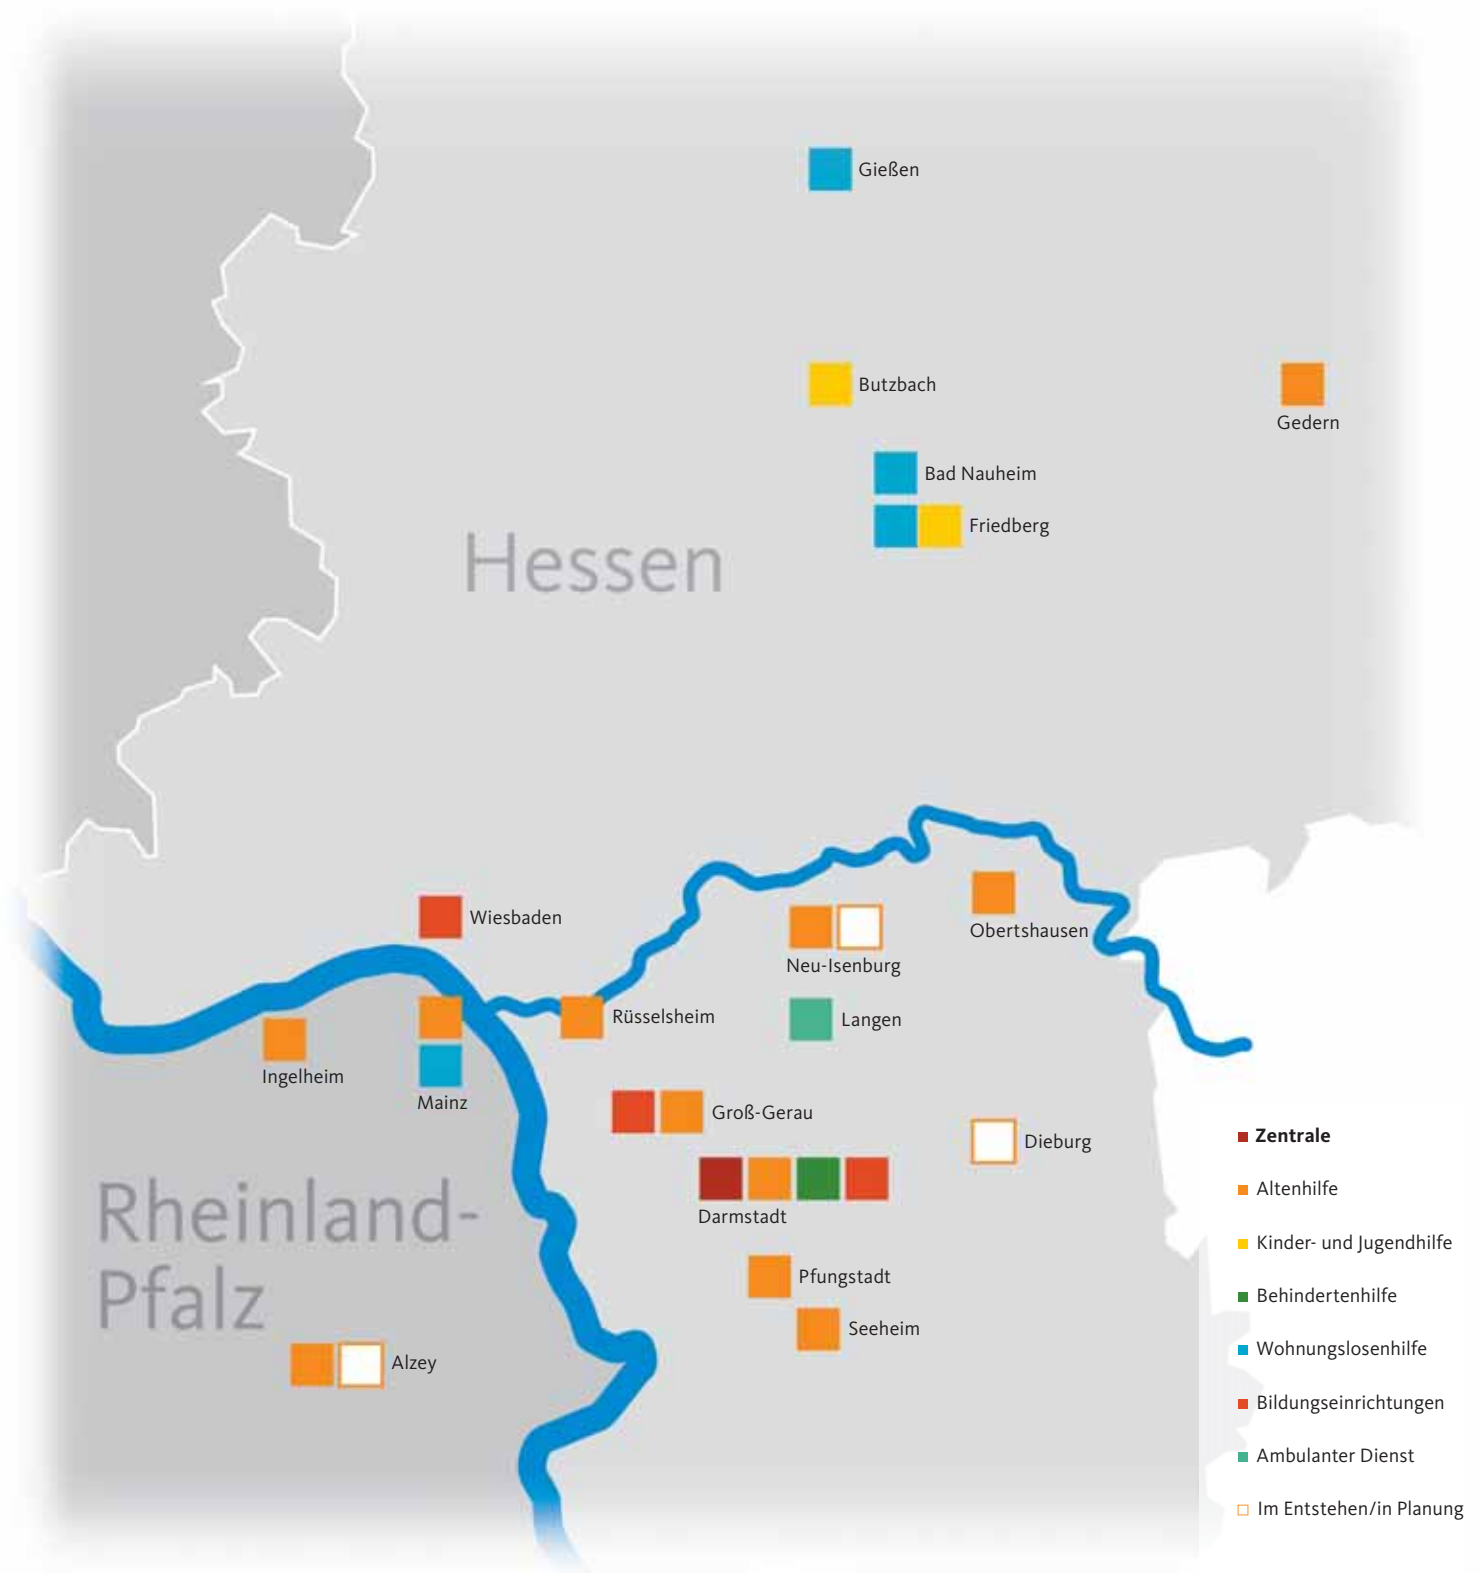 Gießen
Butzbach
Gedern
Bad Nauheim
Friedberg
Hessen
Wiesbaden
Obertshausen
Neu-Isenburg
Rüsselsheim
Langen
Ingelheim
Mainz
Groß-Gerau
Dieburg
Darmstadt
Rheinland-
Pfalz
Pfungstadt
Seeheim
Alzey
Zentrale
Altenhilfe
Kinder- und Jugendhilfe
Behindertenhilfe
Wohnungslosenhilfe
Bildungseinrichtungen
Ambulanter Dienst
Im Entstehen/in Planung